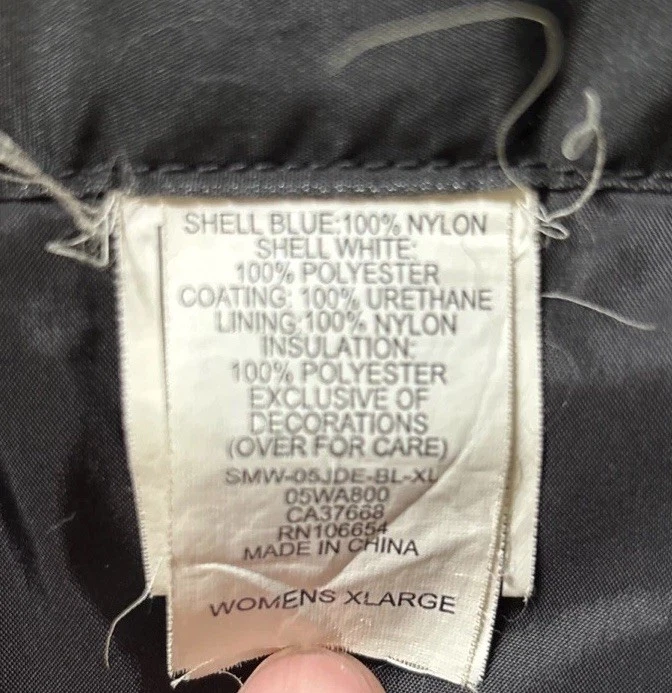 SHELL BLUE:100% NYLON
SHELL WHITE:
100% POLYESTER
COATING: 100% URETHANE
LINING:100% NYLON
INSULATION:
100% POLYESTER
EXCLUSIVE OF
DECORATIONS
(OVER FOR CARE)
SMW-05JDE-BL-XL
05WA800
CA37668
RN106654
MADE IN CHINA
WOMENS XLARGE